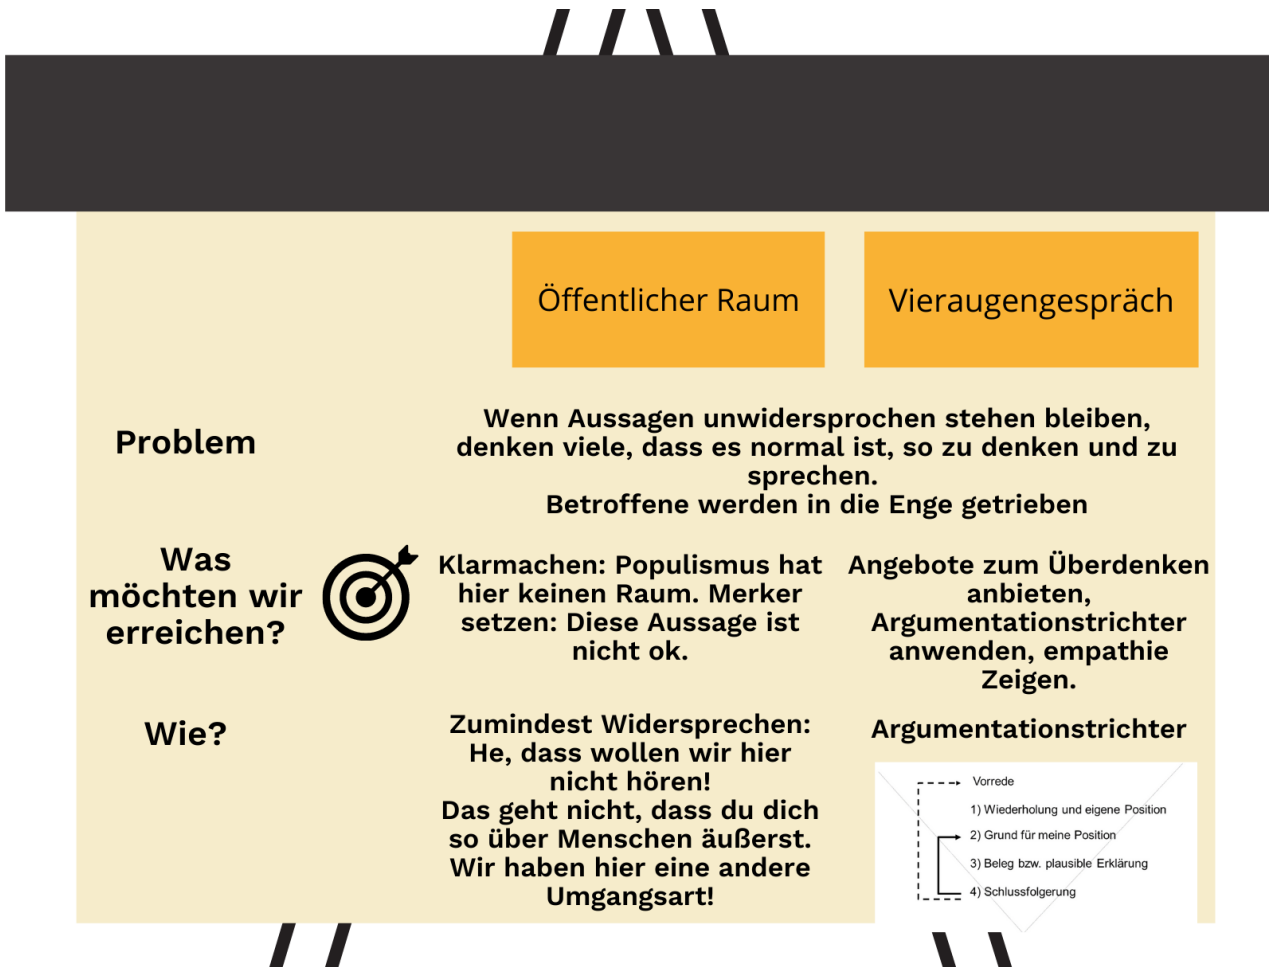 Öffentlicher Raum
Vieraugengespräch
Problem
Wenn Aussagen unwidersprochen stehen bleiben,
denken viele, dass es normal ist, so zu denken und zu
sprechen.
Betroffene werden in die Enge getrieben
Was
möchten wir
erreichen?
Klarmachen: Populismus hat
hier keinen Raum. Merker
setzen: Diese Aussage ist
nicht ok.
Angebote zum Überdenken
anbieten,
Argumentationstrichter
anwenden, empathie
Zeigen.
Wie?
Zumindest Widersprechen:
He, dass wollen wir hier
nicht hören!
Das geht nicht, dass du dich
so über Menschen äußerst.
Wir haben hier eine andere
Umgangsart!
Argumentationstrichter
Vorrede
1) Wiederholung und eigene Position
2) Grund für meine Position
3) Beleg bzw. plausible Erklärung
4) Schlussfolgerung